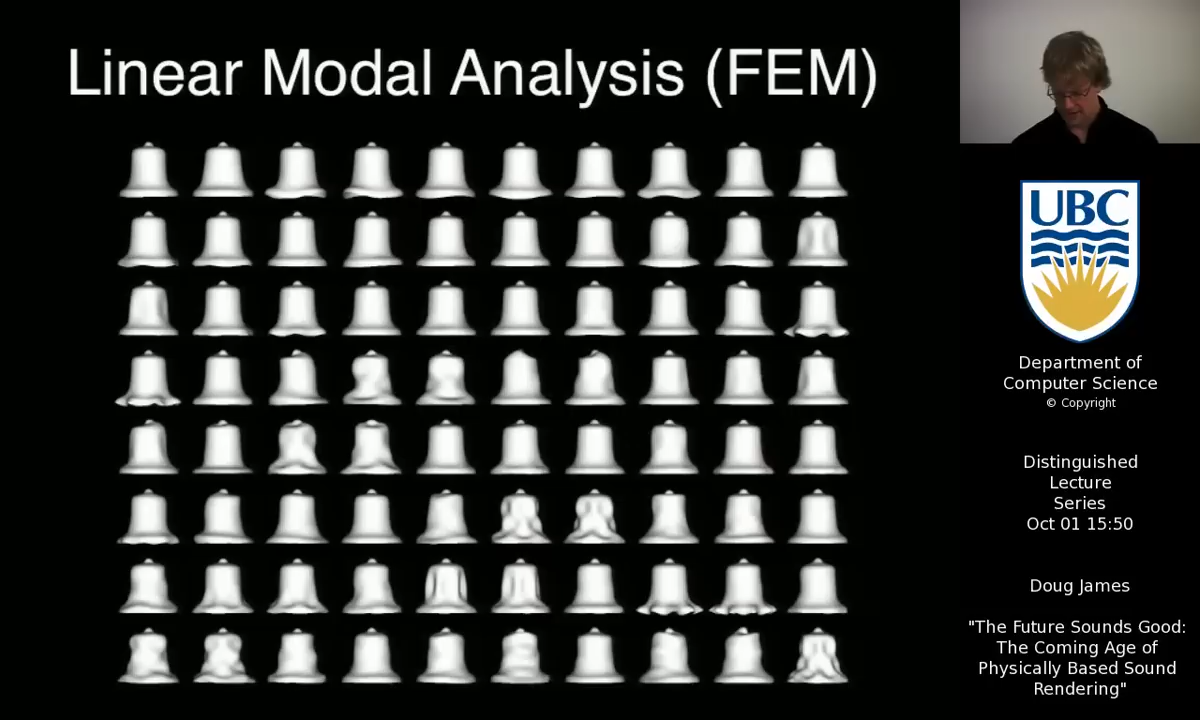 Linear Modal Analysis (FEM)
UBC
Department of
Computer Science
© Copyright
Distinguished
Lecture
Series
Oct 01 15:50
Doug James
"The Future Sounds Good:
The Coming Age of
Physically Based Sound
Rendering"